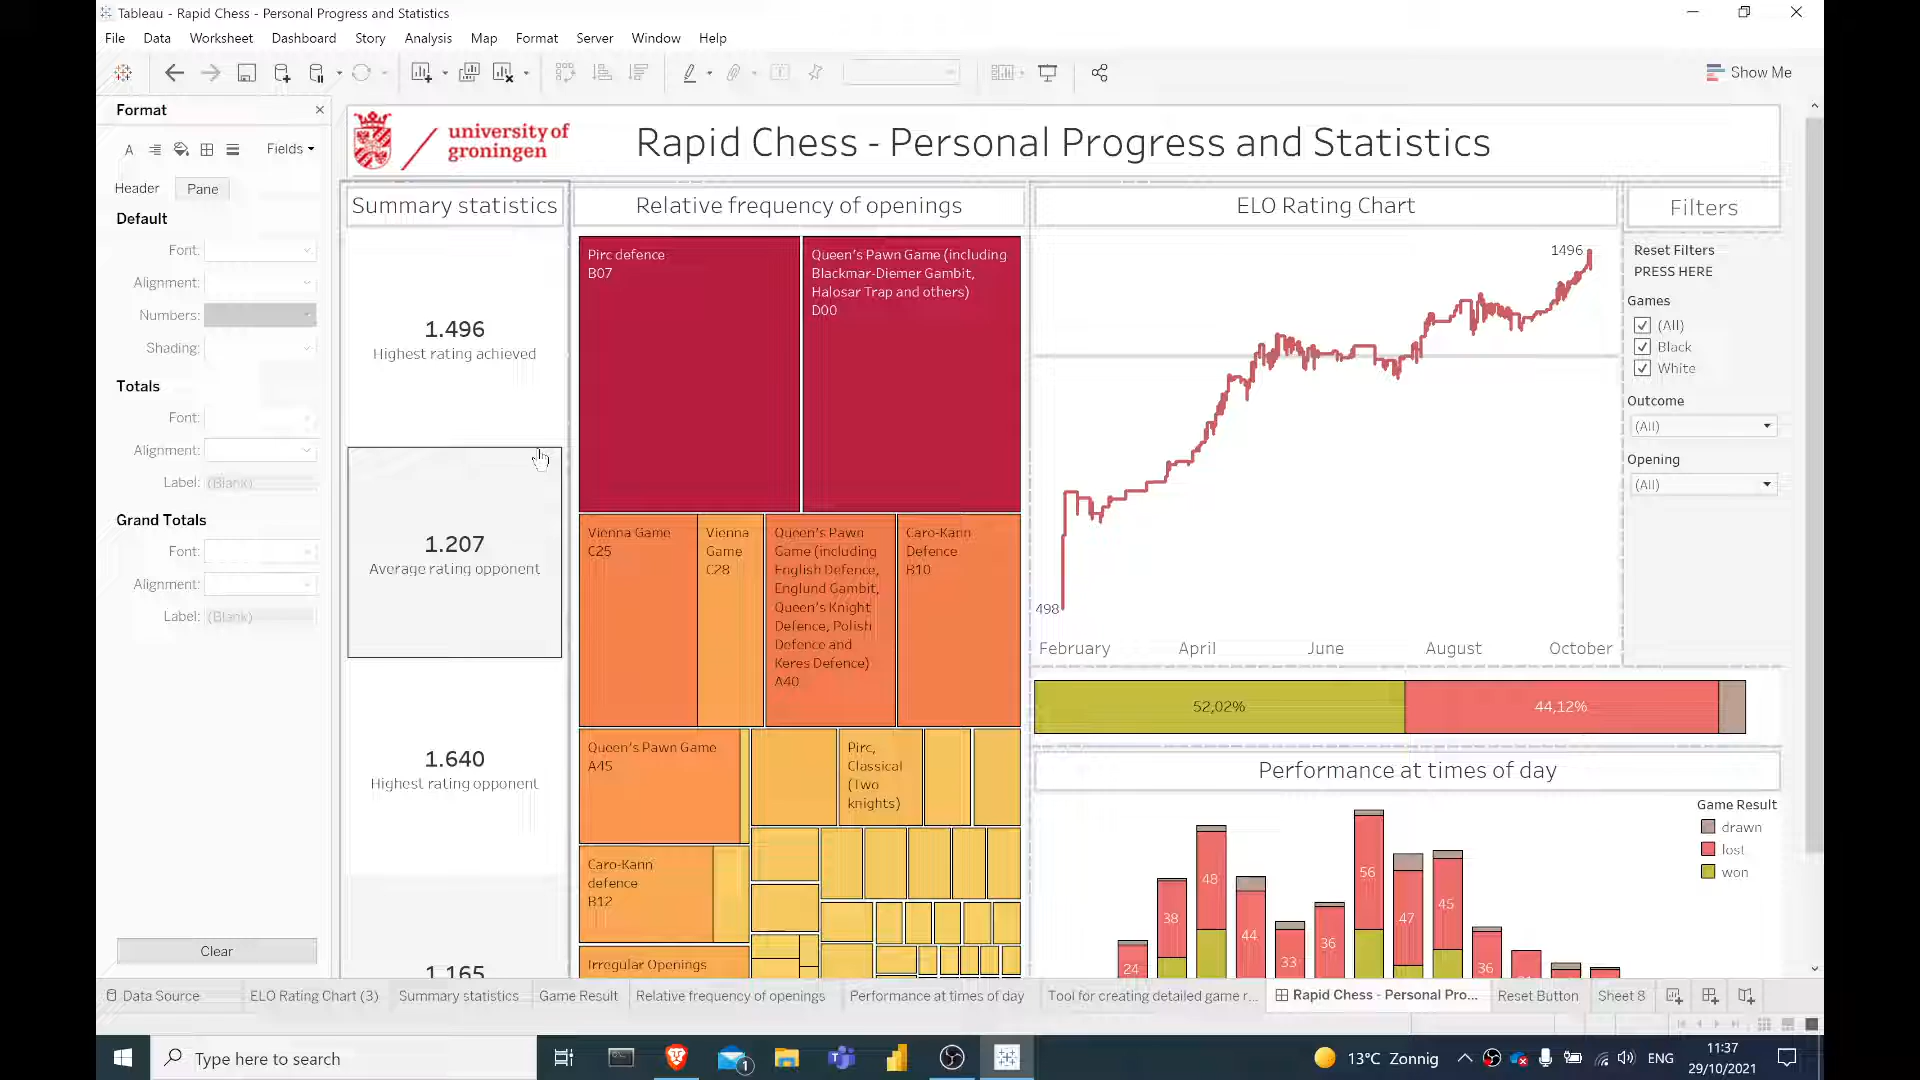 Tableau - Rapid Chess - Personal Progress and Statistics
File Data Worksheet Dashboard Story Analysis Map Format Server Window Help
Show Me
Format
Fields
Header Pane
Default
Font:
Alignment:
Numbers:
Shading:
Totals
Font:
Alignment:
Label: (Blank)
Grand Totals
Font:
Alignment:
Label: (Blank)
Clear
university of
groningen
Rapid Chess - Personal Progress and Statistics
Summary statistics
1.496
Highest rating achieved
1.207
Average rating opponent
1.640
Highest rating opponent
1.165
Relative frequency of openings
Pirc defence
B07
Queen's Pawn Game (including
Blackmar-Diemer Gambit,
Halosar Trap and others)
D00
Vienna Game
C25
Vienna
Game
C28
Queen's Pawn
Game (including
English Defence,
Englund Gambit,
Queen's Knight
Defence, Polish
Defence and
Keres Defence)
A40
Caro-Kann
Defence
B10
Queen's Pawn Game
A45
Pirc,
Classical
(Two
knights)
Caro-Kann
defence
B12
Irregular Openings
ELO Rating Chart
1496
498
February April June August October
52,02% 44,12%
Performance at times of day
24 38 48 44 33 36 56 47 45 36
Game Result
drawn
lost
won
Filters
Reset Filters
PRESS HERE
Games
(All)
Black
White
Outcome
(All)
Opening
(All)
Data Source ELO Rating Chart (3) Summary statistics Game Result Relative frequency of openings Performance at times of day Tool for creating detailed game r... Rapid Chess - Personal Pro... Reset Button Sheet 8
Type here to search
1
13°C Zonnig
ENG
11:37
29/10/2021